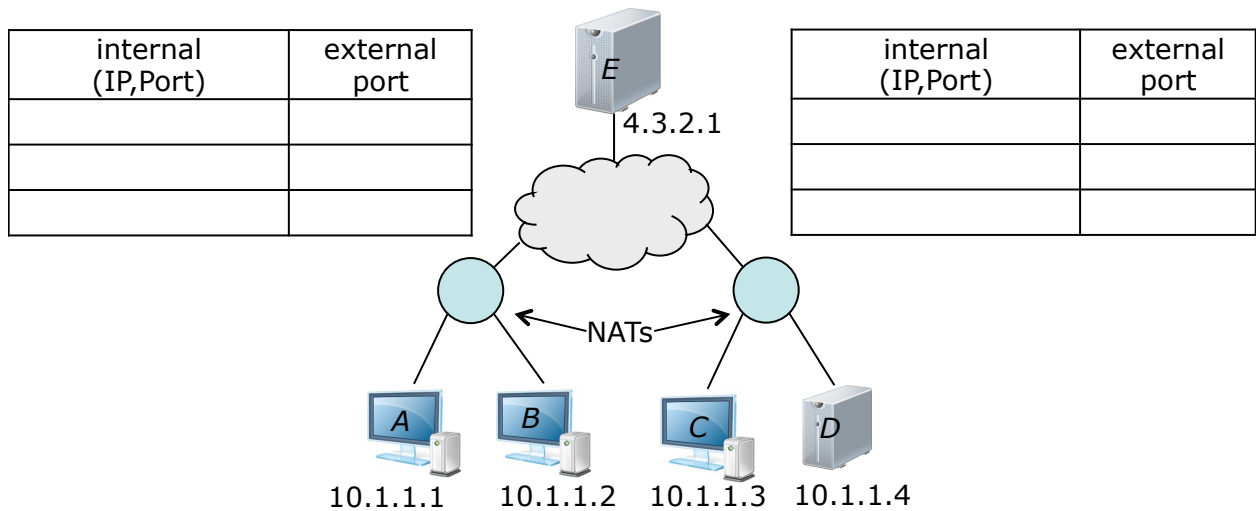 internal
(IP,Port)
external
port
internal
(IP,Port)
external
port
E
4.3.2.1
NATs
A
B
C
D
10.1.1.1
10.1.1.2
10.1.1.3
10.1.1.4